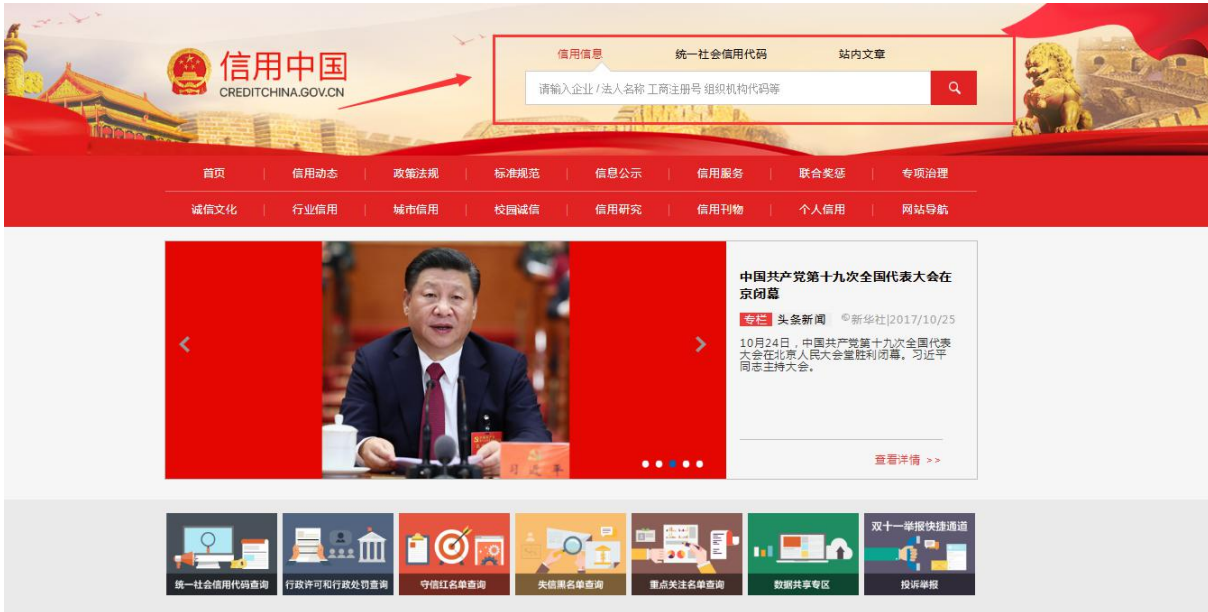 信用中国
CREDITCHINA.GOV.CN
信用信息 统一社会信用代码 站内文章
请输入企业 / 法人名称 工商注册号 组织机构代码等
首页 | 信用动态 | 政策法规 | 标准规范 | 信息公示 | 信用服务 | 联合奖惩 | 专项治理
诚信文化 | 行业信用 | 城市信用 | 校园诚信 | 信用研究 | 信用刊物 | 个人信用 | 网站导航
习近平
中国共产党第十九次全国代表大会在
京闭幕
专栏 头条新闻 ©新华社|2017/10/25
10月24日，中国共产党第十九次全国代表
大会在北京人民大会堂胜利闭幕。习近平
同志主持大会。
查看详情 >>
双十一举报快捷通道
统一社会信用代码查询 行政许可和行政处罚查询 守信红名单查询 失信黑名单查询 重点关注名单查询 数据共享专区 投诉举报